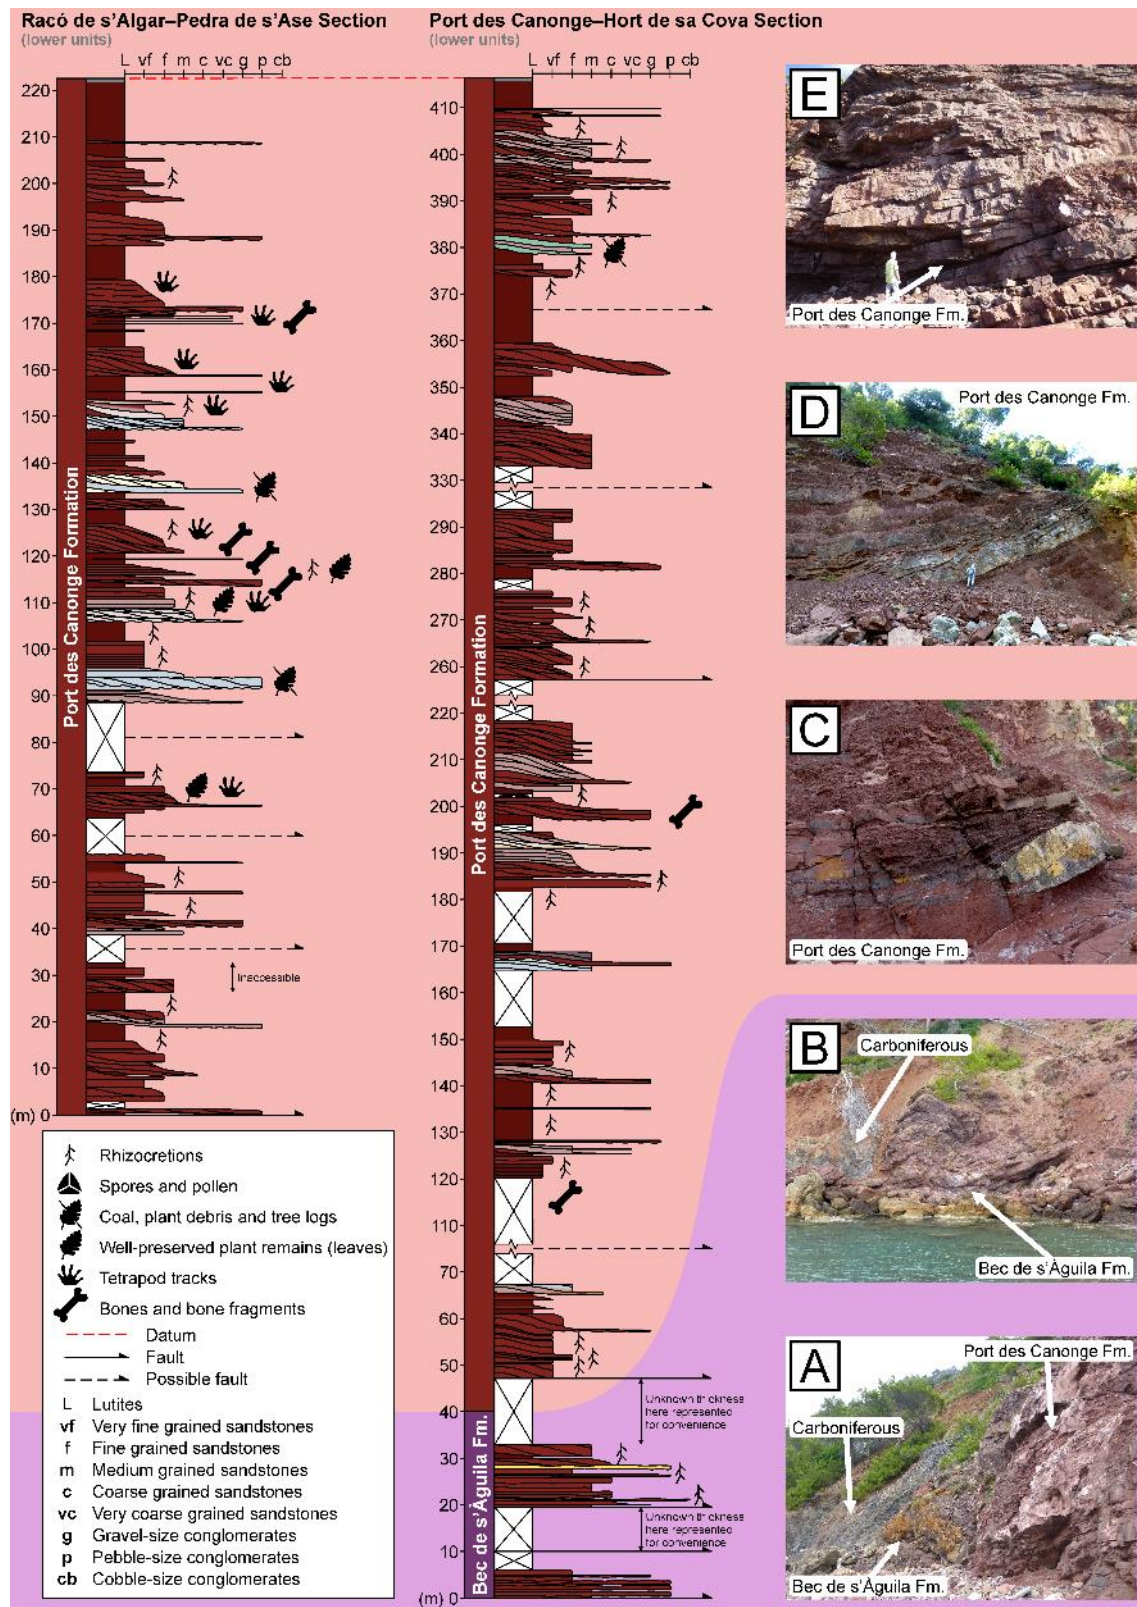 Racó de s'Algar–Pedra de s'Ase Section
(lower units)
L vf f m c vc g p cb
220
210
200
190
180
170
160
150
140
130
120
110
100
90
80
70
60
50
40
30
20
10
(m) 0
Port des Canonge Formation
Inaccessible
Rhizocretions
Spores and pollen
Coal, plant debris and tree logs
Well-preserved plant remains (leaves)
Tetrapod tracks
Bones and bone fragments
Datum
Fault
Possible fault
L Lutites
vf Very fine grained sandstones
f Fine grained sandstones
m Medium grained sandstones
c Coarse grained sandstones
vc Very coarse grained sandstones
g Gravel-size conglomerates
p Pebble-size conglomerates
cb Cobble-size conglomerates
Port des Canonge–Hort de sa Cova Section
(lower units)
L vf f m c vc g p cb
410
400
390
380
370
360
350
340
330
290
280
270
260
220
210
200
190
180
170
160
150
140
130
120
110
70
60
50
40
30
20
10
(m) 0
Port des Canonge Formation
Bec de s'Àguila Fm.
Unknown thickness
here represented
for convenience
Unknown thickness
here represented
for convenience
E
Port des Canonge Fm.
D
Port des Canonge Fm.
C
Port des Canonge Fm.
B
Carboniferous
Bec de s'Àguila Fm.
A
Port des Canonge Fm.
Carboniferous
Bec de s'Àguila Fm.